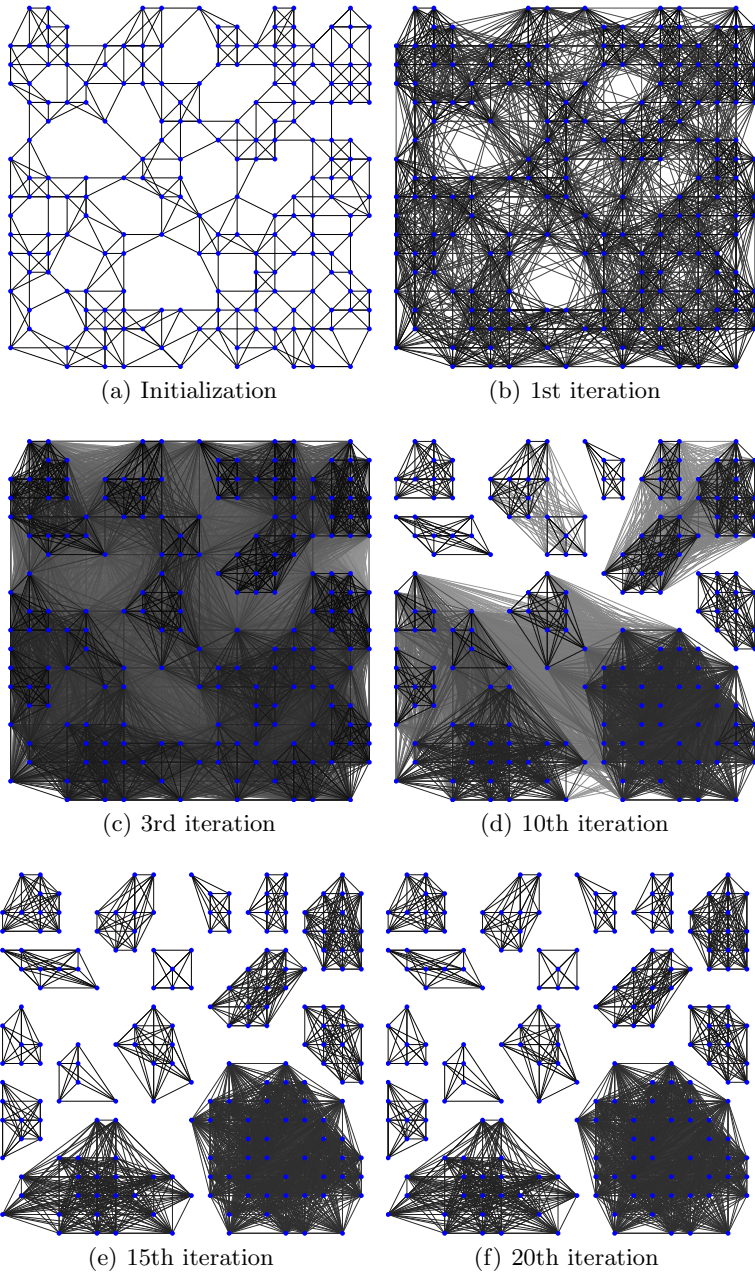 (a) Initialization
(b) 1st iteration
(c) 3rd iteration
(d) 10th iteration
(e) 15th iteration
(f) 20th iteration